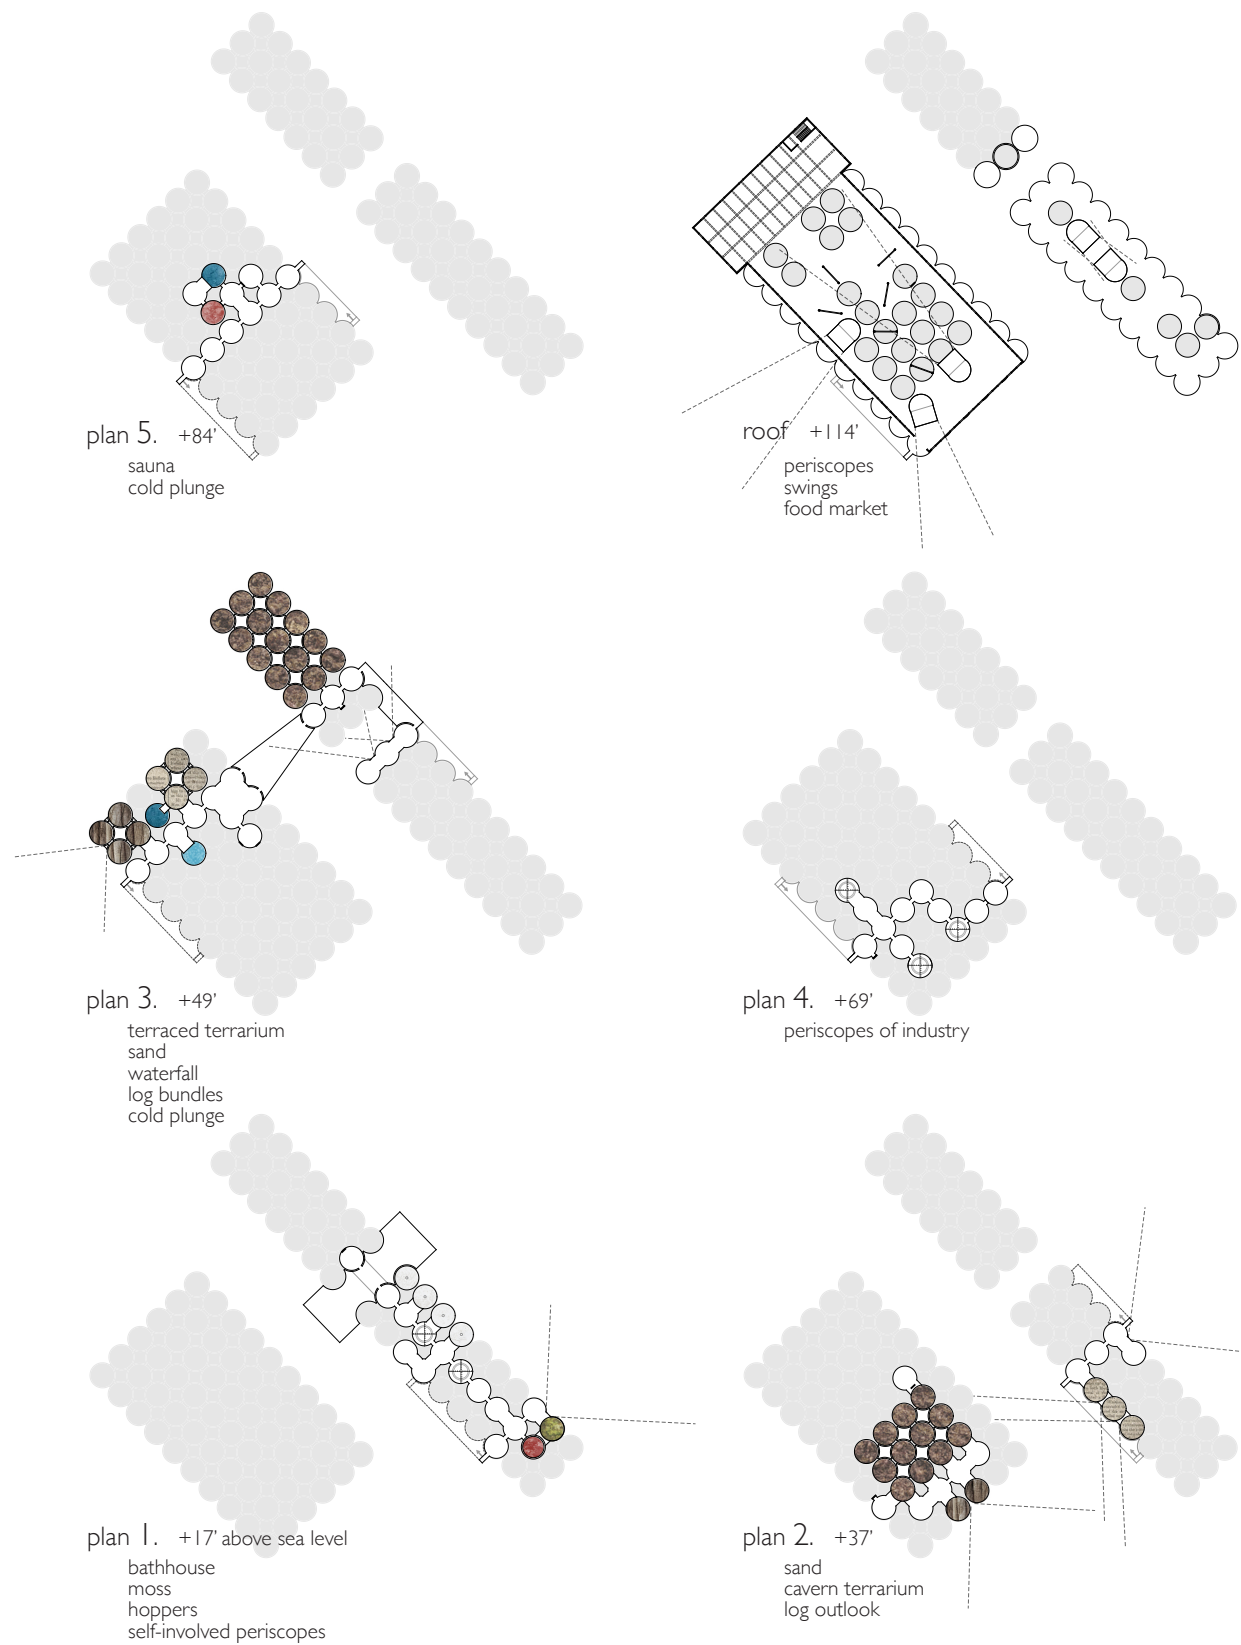 plan 5. +84'
sauna
cold plunge
roof +114'
periscopes
swings
food market
plan 3. +49'
terraced terrarium
sand
waterfall
log bundles
cold plunge
plan 4. +69'
periscopes of industry
plan 1. +17' above sea level
bathhouse
moss
hoppers
self-involved periscopes
plan 2. +37'
sand
cavern terrarium
log outlook